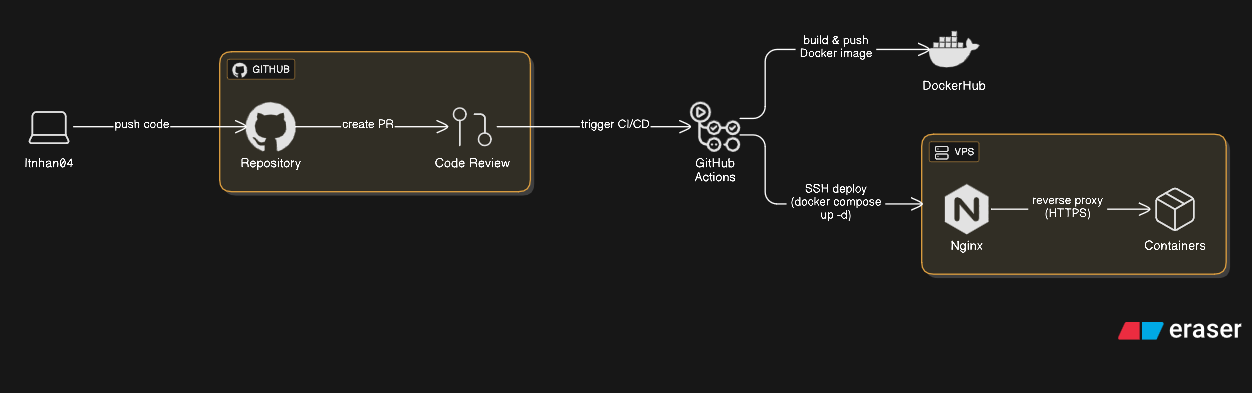 build & push
Docker image
DockerHub
GITHUB
push code
create PR
trigger CI/CD
ltnhan04
Repository
Code Review
GitHub
Actions
VPS
SSH deploy
(docker compose
up -d)
reverse proxy
(HTTPS)
Nginx
Containers
eraser